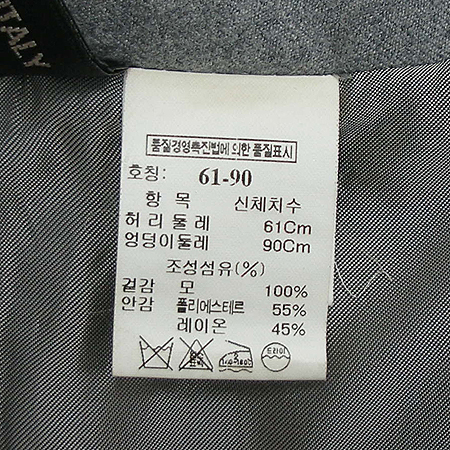 ITALY
품질경영촉진법에 의한 품질표시
호칭: 61-90
항 목 신체치수
허리둘레 61Cm
엉덩이둘레 90Cm
조성섬유(%)
겉감 모 100%
안감 폴리에스테르 55%
레이온 45%
드라이